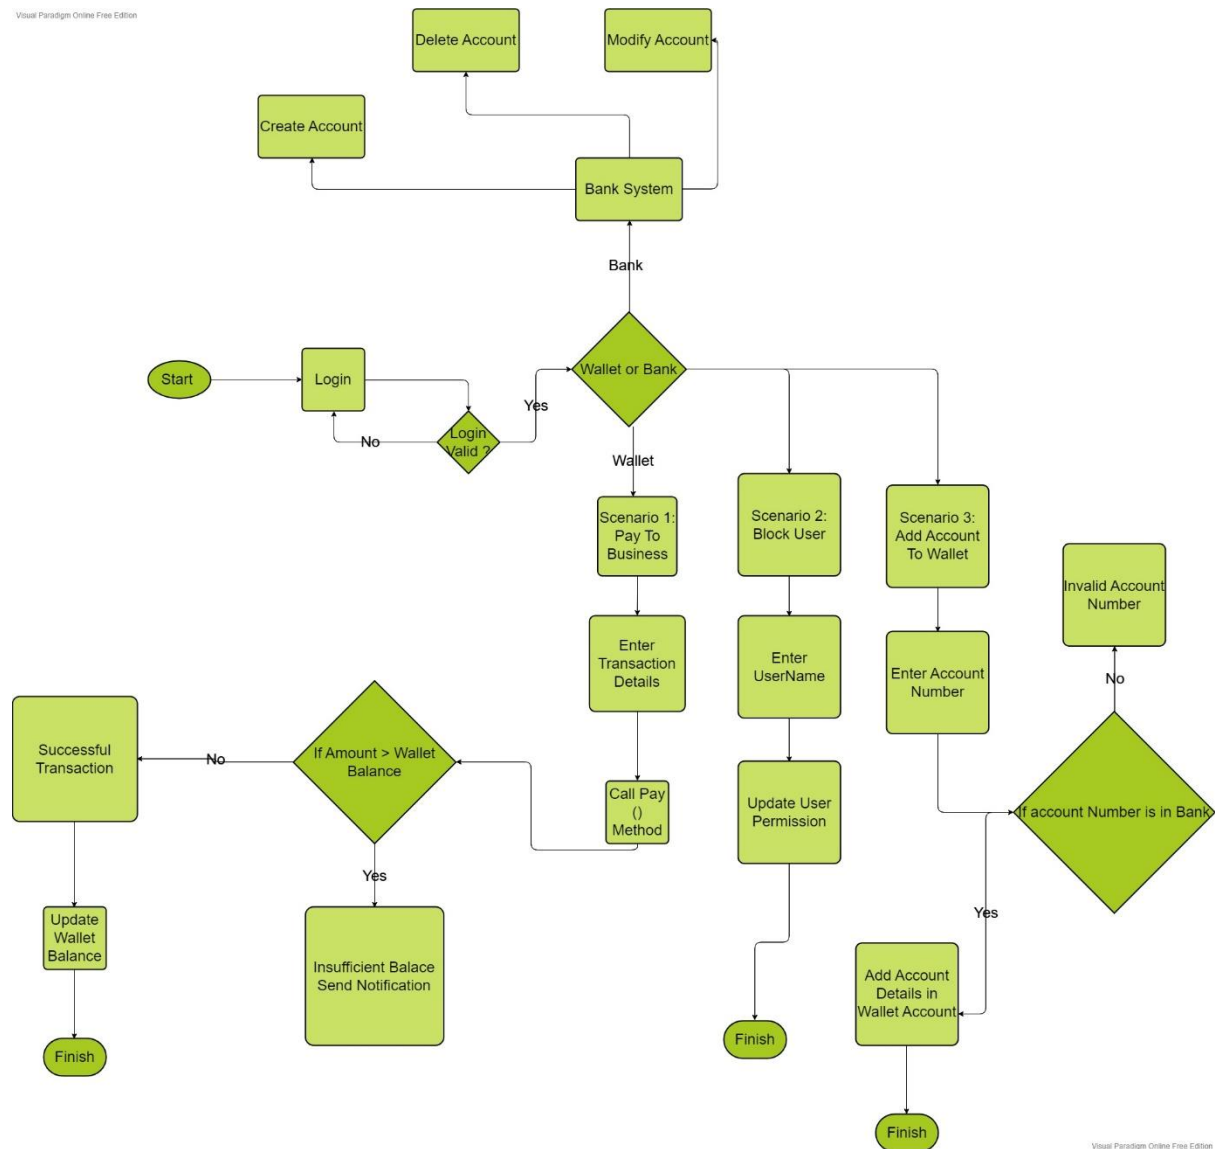 Visual Paradigm Online Free Edition
Delete Account
Modify Account
Create Account
Bank System
Bank
Start
Login
Wallet or Bank
Yes
No
Login
Valid ?
Wallet
Scenario 1:
Pay To
Business
Scenario 2:
Block User
Scenario 3:
Add Account
To Wallet
Invalid Account
Number
Enter
Transaction
Details
Enter
UserName
Enter Account
Number
No
Successful
Transaction
No
If Amount > Wallet
Balance
Call Pay
()
Method
Update User
Permission
If account Number is in Bank
Yes
Yes
Update
Wallet
Balance
Insufficient Balace
Send Notification
Add Account
Details in
Wallet Account
Finish
Finish
Finish
Visual Paradigm Online Free Edition